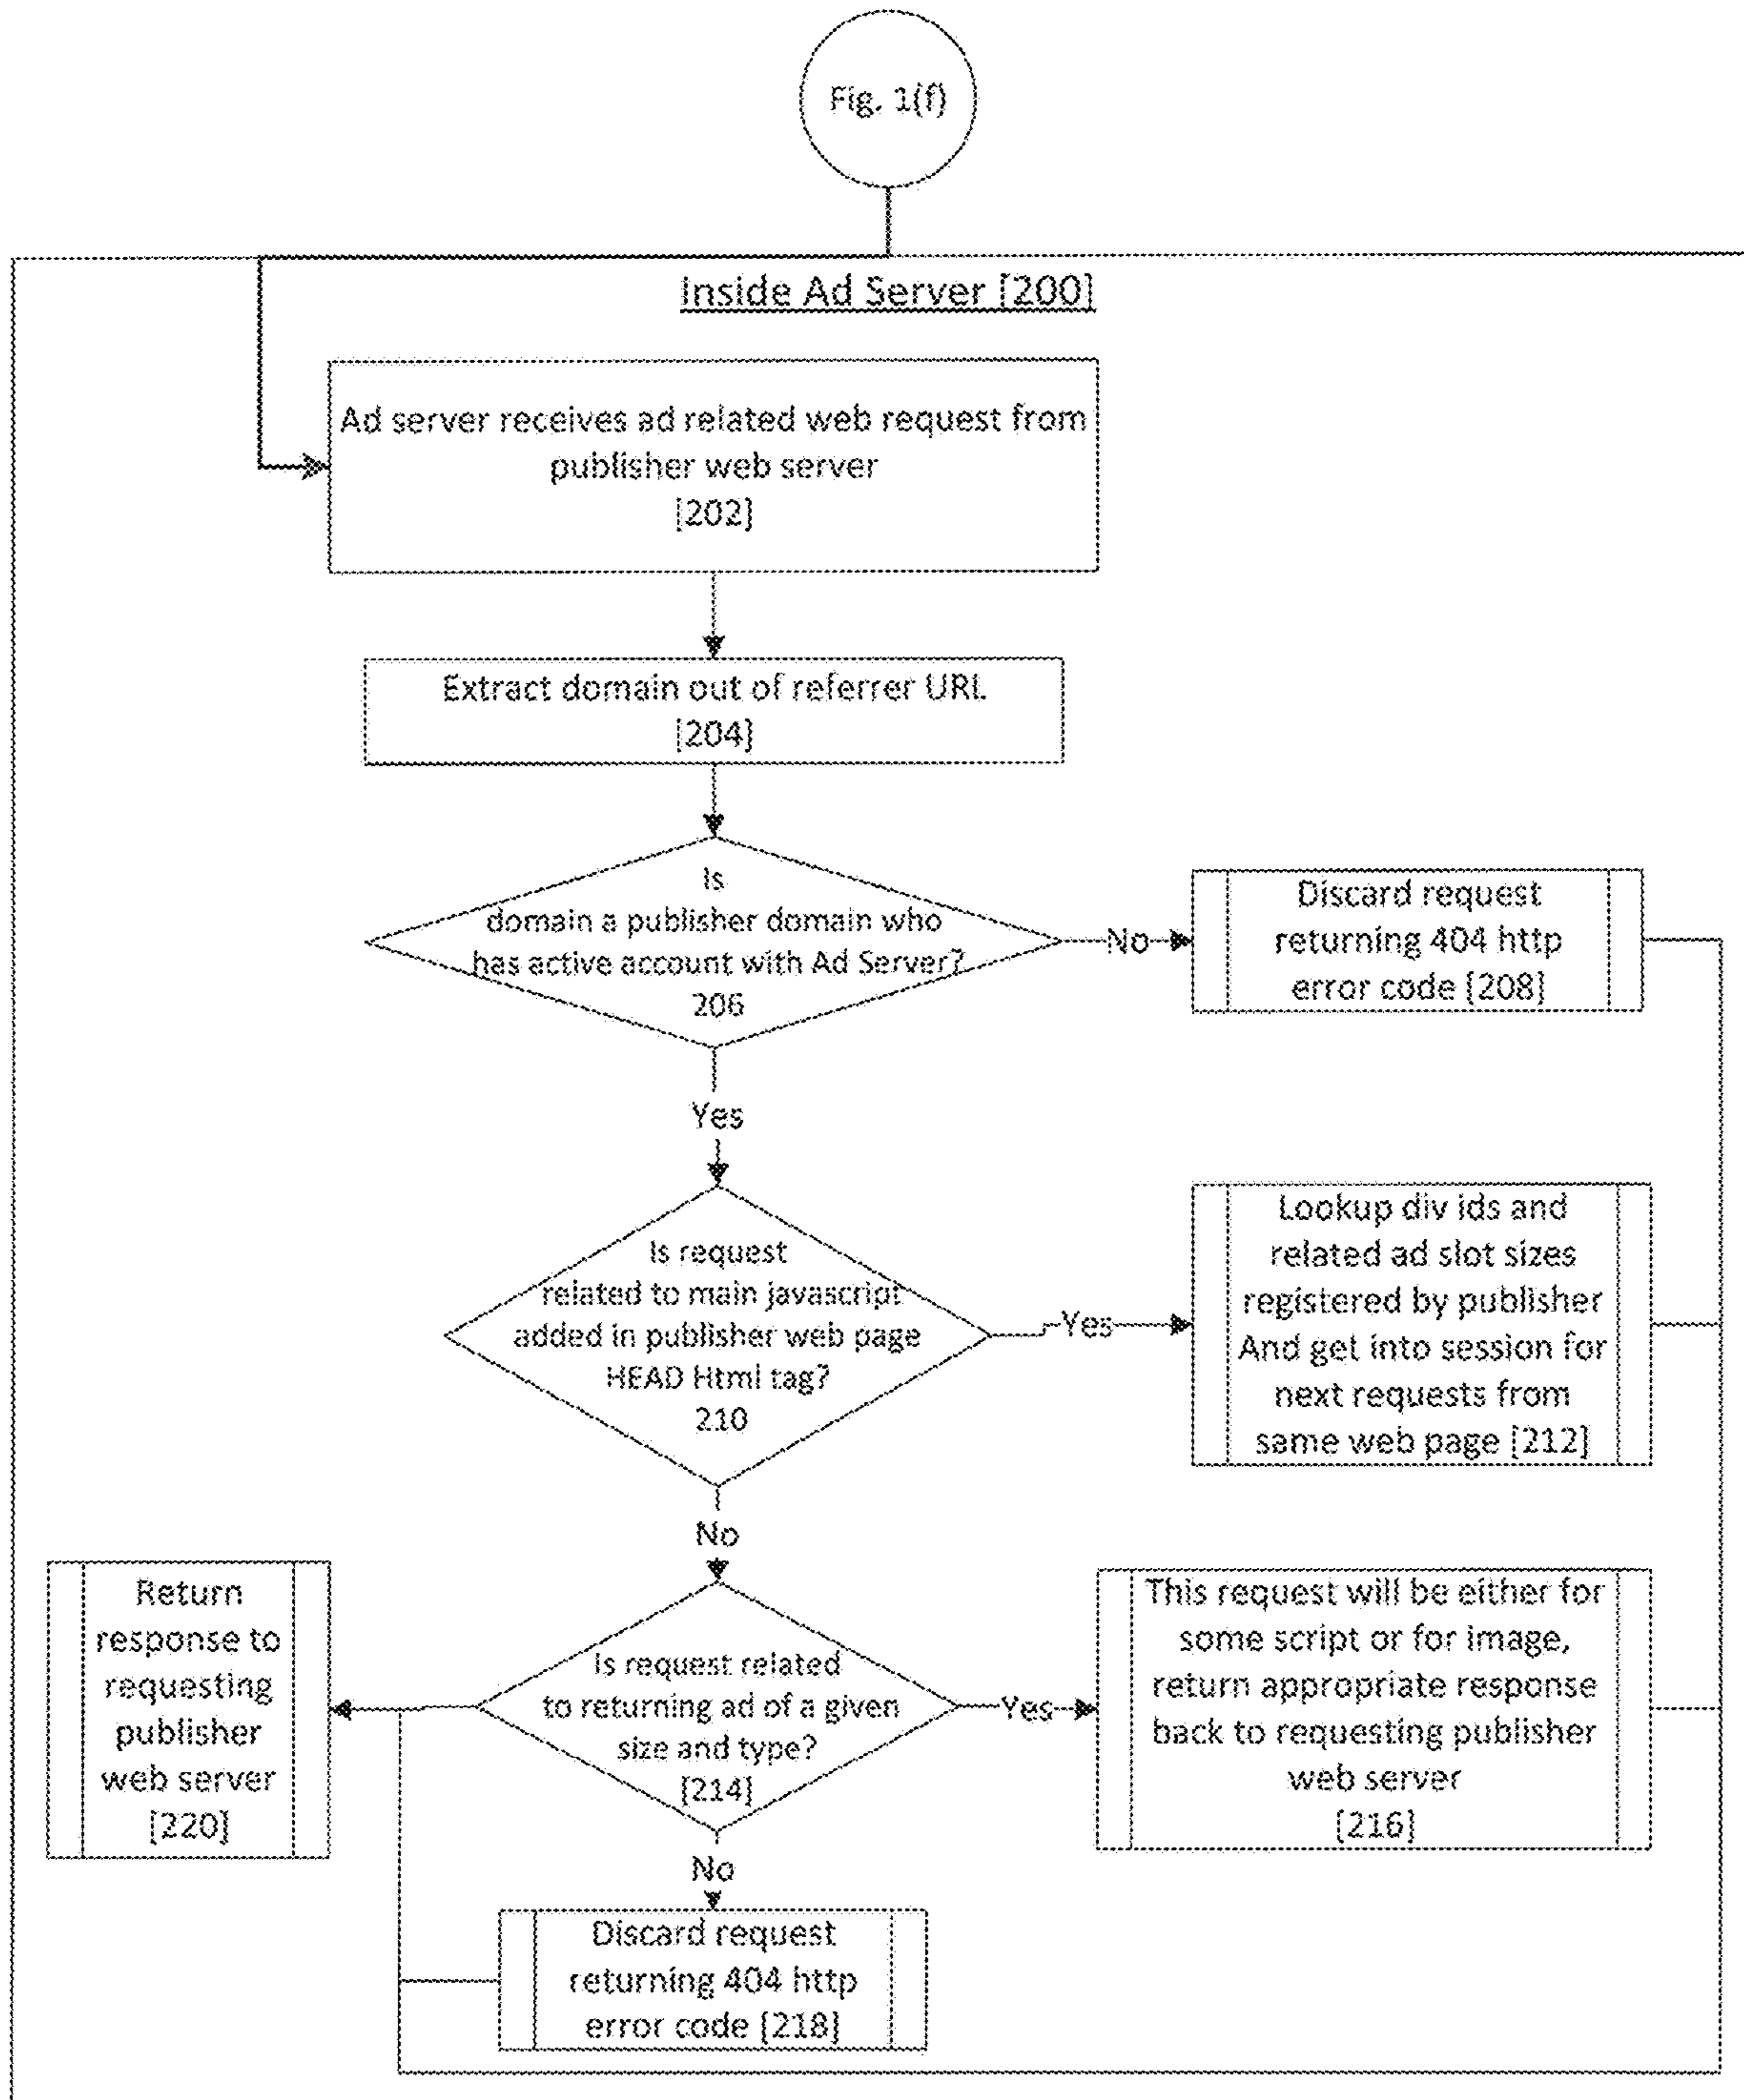 Fig. 1(f)
Inside Ad Server [200]
Ad server receives ad related web request from
publisher web server
[202]
Extract domain out of referrer URL
[204]
Is
domain a publisher domain who
has active account with Ad Server?
206
No
Discard request
returning 404 http
error code [208]
Yes
Is request
related to main javascript
added in publisher web page
HEAD Html tag?
210
Yes
Lookup div ids and
related ad slot sizes
registered by publisher
And get into session for
next requests from
same web page [212]
No
Return
response to
requesting
publisher
web server
[220]
Is request related
to returning ad of a given
size and type?
[214]
Yes
This request will be either for
some script or for image,
return appropriate response
back to requesting publisher
web server
[216]
No
Discard request
returning 404 http
error code [218]